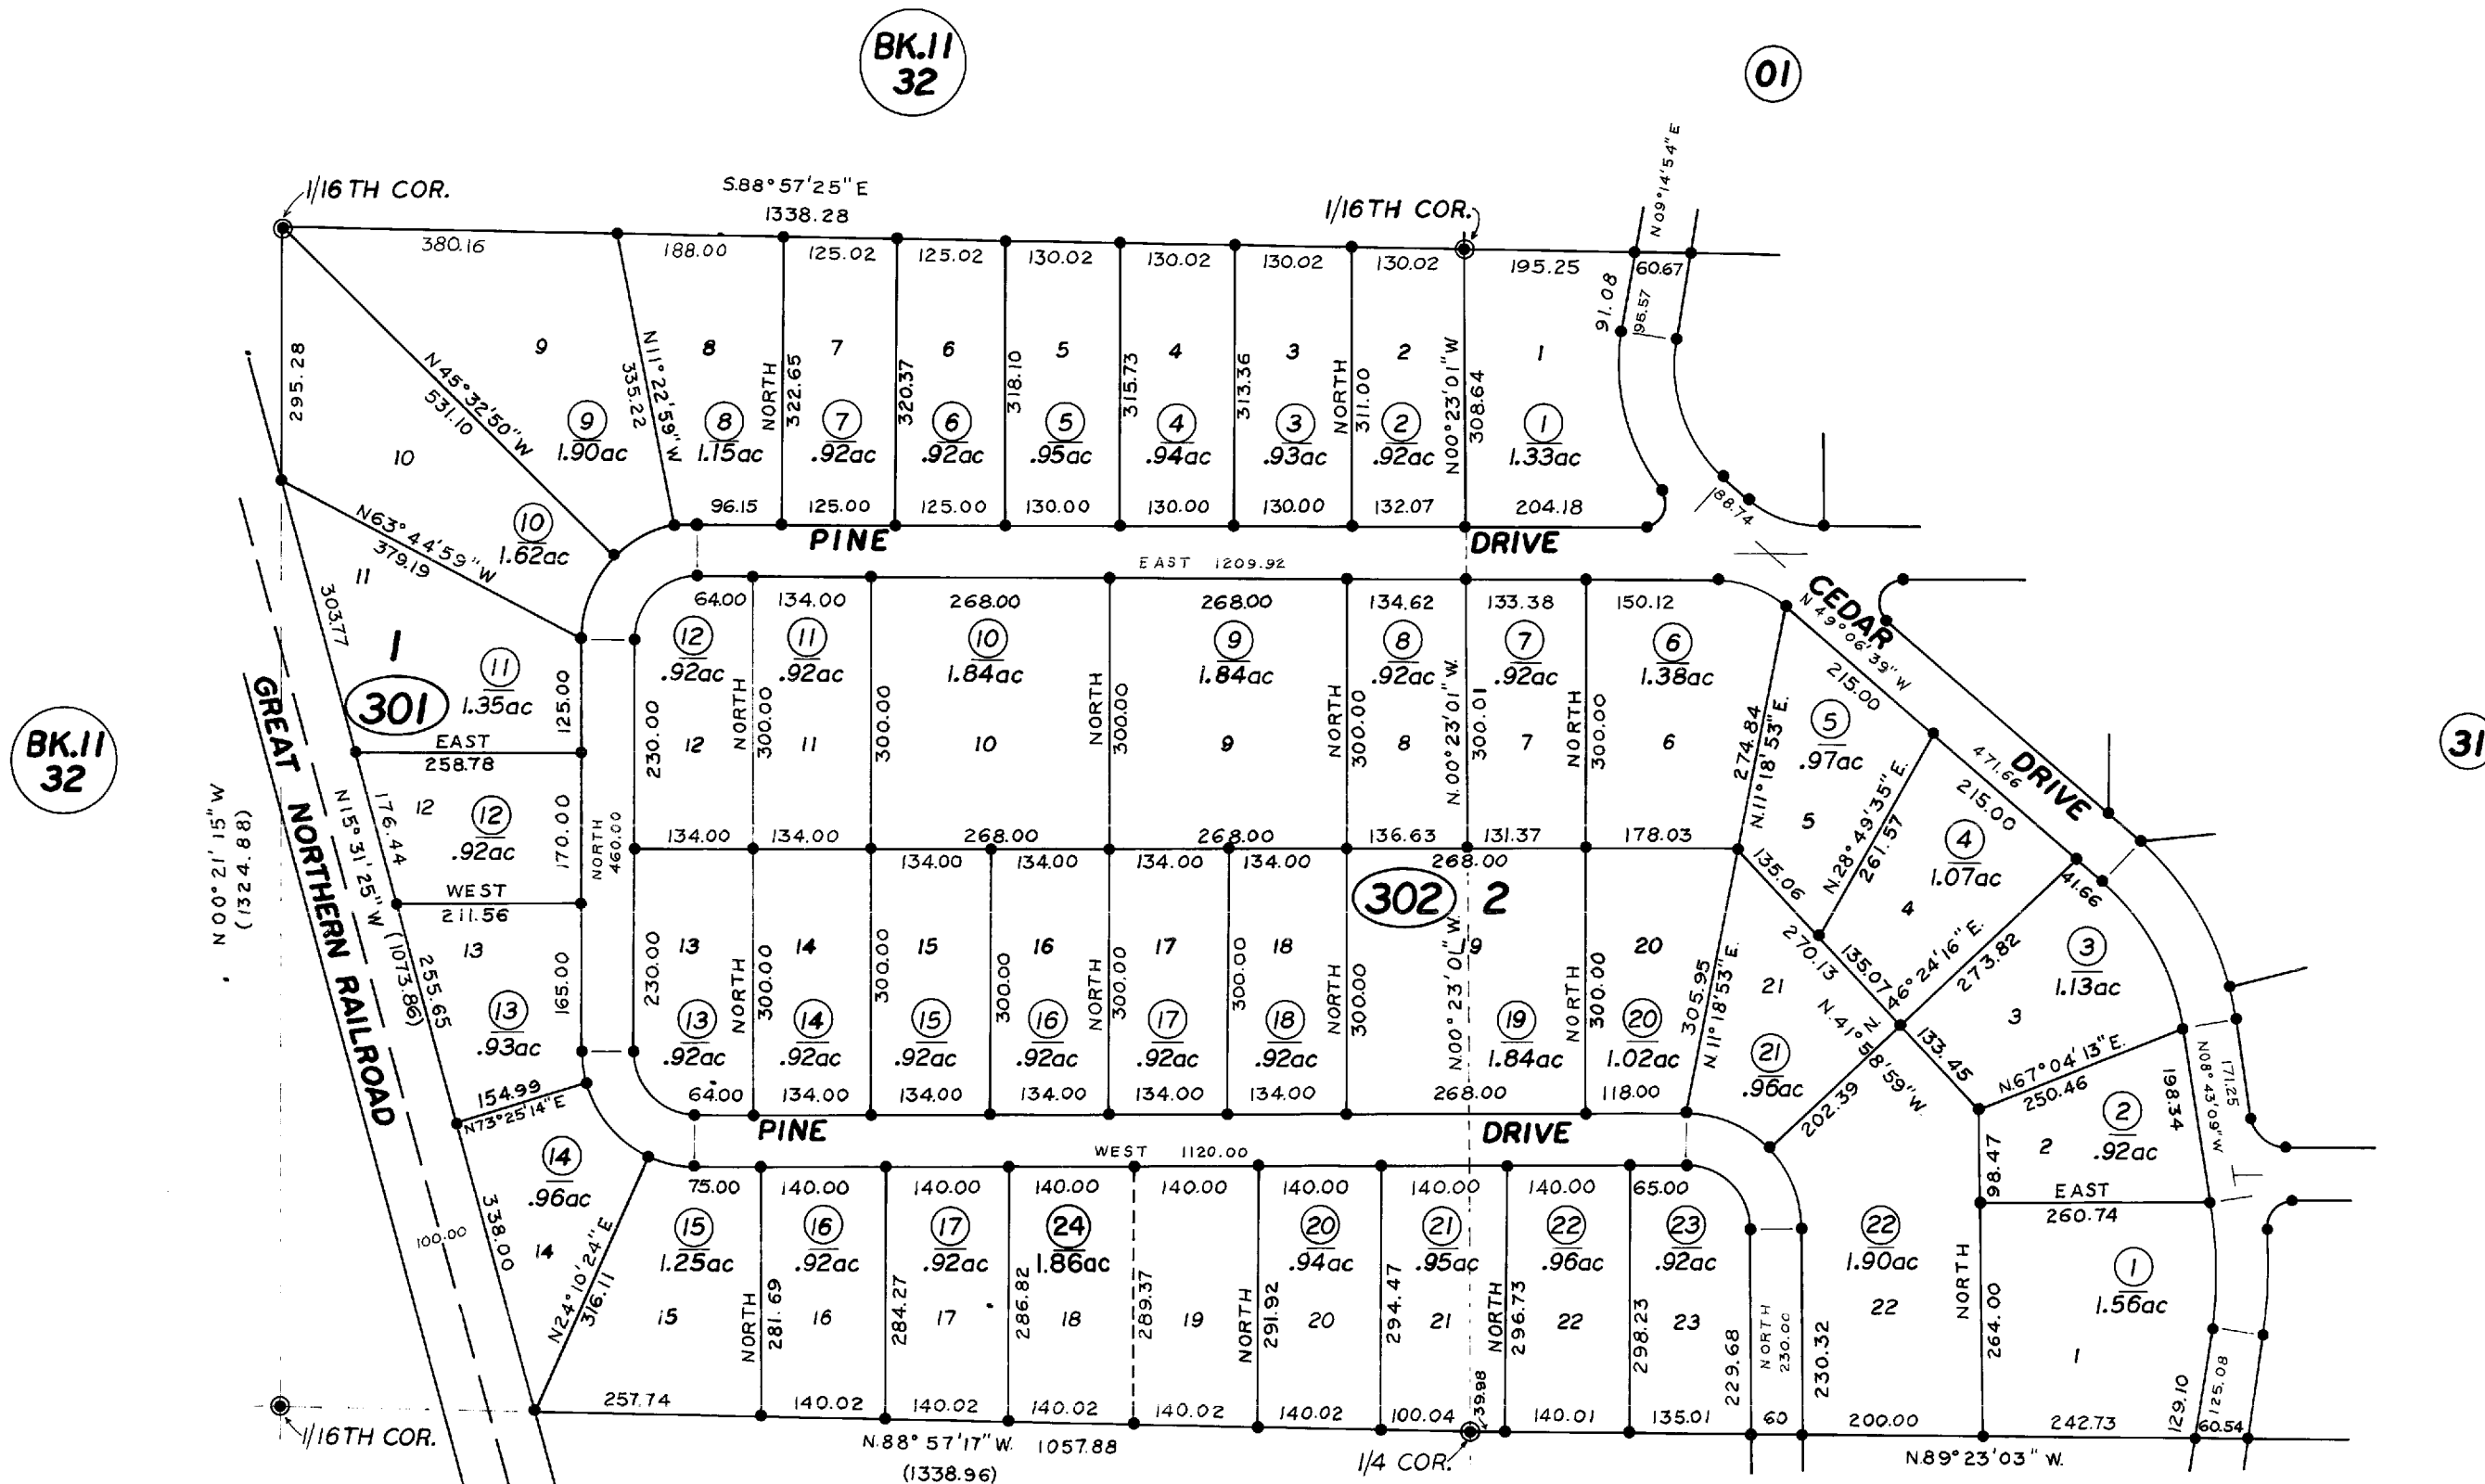 BK.11
32
01
1/16TH COR.
S.88°57'25"E
1338.28
1/16TH COR.
N09°14'54"E
380.16
188.00
125.02
125.02
130.02
130.02
130.02
130.02
195.25
60.67
295.28
N45°32'50"W
531.10
N11°22'59"W
335.22
NORTH
322.65
320.37
318.10
315.73
313.36
NORTH
311.00
N00°23'01"W
308.64
91.08
95.57
188.74
9
8
7
6
5
4
3
2
1
10
9
1.90ac
8
1.15ac
7
.92ac
6
.92ac
5
.95ac
4
.94ac
3
.93ac
2
.92ac
1
1.33ac
96.15
125.00
125.00
130.00
130.00
130.00
132.07
204.18
10
1.62ac
N63°44'59"W
379.19
PINE
DRIVE
EAST 1209.92
11
303.77
1
301
11
1.35ac
125.00
EAST
258.78
64.00
134.00
268.00
268.00
134.62
133.38
150.12
12
.92ac
11
.92ac
10
1.84ac
9
1.84ac
8
.92ac
7
.92ac
6
1.38ac
230.00
NORTH
300.00
300.00
NORTH
300.00
NORTH
300.00
N.00°23'01"W.
300.01
NORTH
300.00
274.84
N.11°18'53"E.
12
11
10
9
8
7
6
134.00
134.00
268.00
268.00
136.63
131.37
178.03
CEDAR
N49°06'39"W
DRIVE
215.00
471.66
215.00
41.66
5
.97ac
5
N.28°49'35"E.
261.57
4
1.07ac
4
135.06
270.13
135.07
N.46°24'16"E.
273.82
3
1.13ac
3
31
BK.11
32
N00°21'15"W
(1324.88)
GREAT NORTHERN RAILROAD
N15°31'25"W
(1073.86)
176.44
12
12
.92ac
170.00
NORTH
460.00
WEST
211.56
13
255.65
13
.93ac
165.00
154.99
N73°25'14"E
134.00
134.00
134.00
134.00
268.00
302
2
230.00
13
14
15
16
17
18
19
20
21
NORTH
300.00
300.00
300.00
NORTH
300.00
300.00
NORTH
300.00
N.00°23'01"W.
NORTH
300.00
305.95
N.11°18'53"E.
13
.92ac
14
.92ac
15
.92ac
16
.92ac
17
.92ac
18
.92ac
19
1.84ac
20
1.02ac
21
.96ac
64.00
134.00
134.00
134.00
134.00
134.00
268.00
118.00
N.41°58'59"W.
133.45
202.39
N.67°04'13"E.
250.46
2
.92ac
2
198.34
N08°43'09"W
171.25
98.47
EAST
260.74
PINE
DRIVE
WEST 1120.00
14
.96ac
14
338.00
100.00
N24°10'24"E
316.11
75.00
140.00
140.00
140.00
140.00
140.00
140.00
140.00
65.00
15
1.25ac
16
.92ac
17
.92ac
24
1.86ac
20
.94ac
21
.95ac
22
.96ac
23
.92ac
22
1.90ac
1
1.56ac
15
NORTH
281.69
16
284.27
17
286.82
18
289.37
19
NORTH
291.92
20
294.47
21
NORTH
296.73
22
298.23
23
229.68
NORTH
230.00
230.32
22
NORTH
264.00
1
129.10
125.08
257.74
140.02
140.02
140.02
140.02
140.02
100.04
39.98
140.01
135.01
60
200.00
242.73
60.54
1/16TH COR.
N.88°57'17"W. 1057.88
(1338.96)
1/4 COR.
N.89°23'03"W.